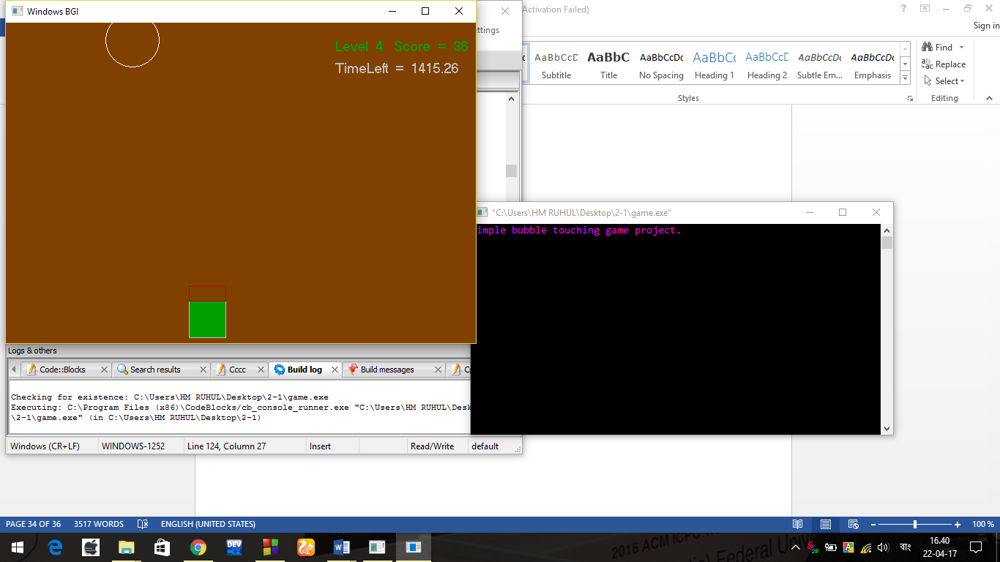 Windows BGI
Activation Failed)
Sign in
ettings
Level 4 Score = 36
TimeLeft = 1415.26
AaBbCcD
AaBbC
AaBbCcDc
AaBbCc
AaBbCcD
AaBbCcDc
AaBbCcDc
Subtitle
Title
No Spacing
Heading 1
Heading 2
Subtle Em...
Emphasis
Styles
Find
Replace
Select
Editing
"C:\Users\HM RUHUL\Desktop\2-1\game.exe"
imple bubble touching game project.
Logs & others
Code::Blocks
Search results
Cccc
Build log
Build messages
Checking for existence: C:\Users\HM RUHUL\Desktop\2-1\game.exe
Executing: C:\Program Files (x86)\CodeBlocks/cb_console_runner.exe "C:\Users\HM RUHUL\Desk
\2-1\game.exe" (in C:\Users\HM RUHUL\Desktop\2-1)
Windows (CR+LF)
WINDOWS-1252
Line 124, Column 27
Insert
Read/Write
default
PAGE 34 OF 36
3517 WORDS
ENGLISH (UNITED STATES)
100 %
DEV
2016 ACM ICPC
Federal
বাং
16.40
22-04-17